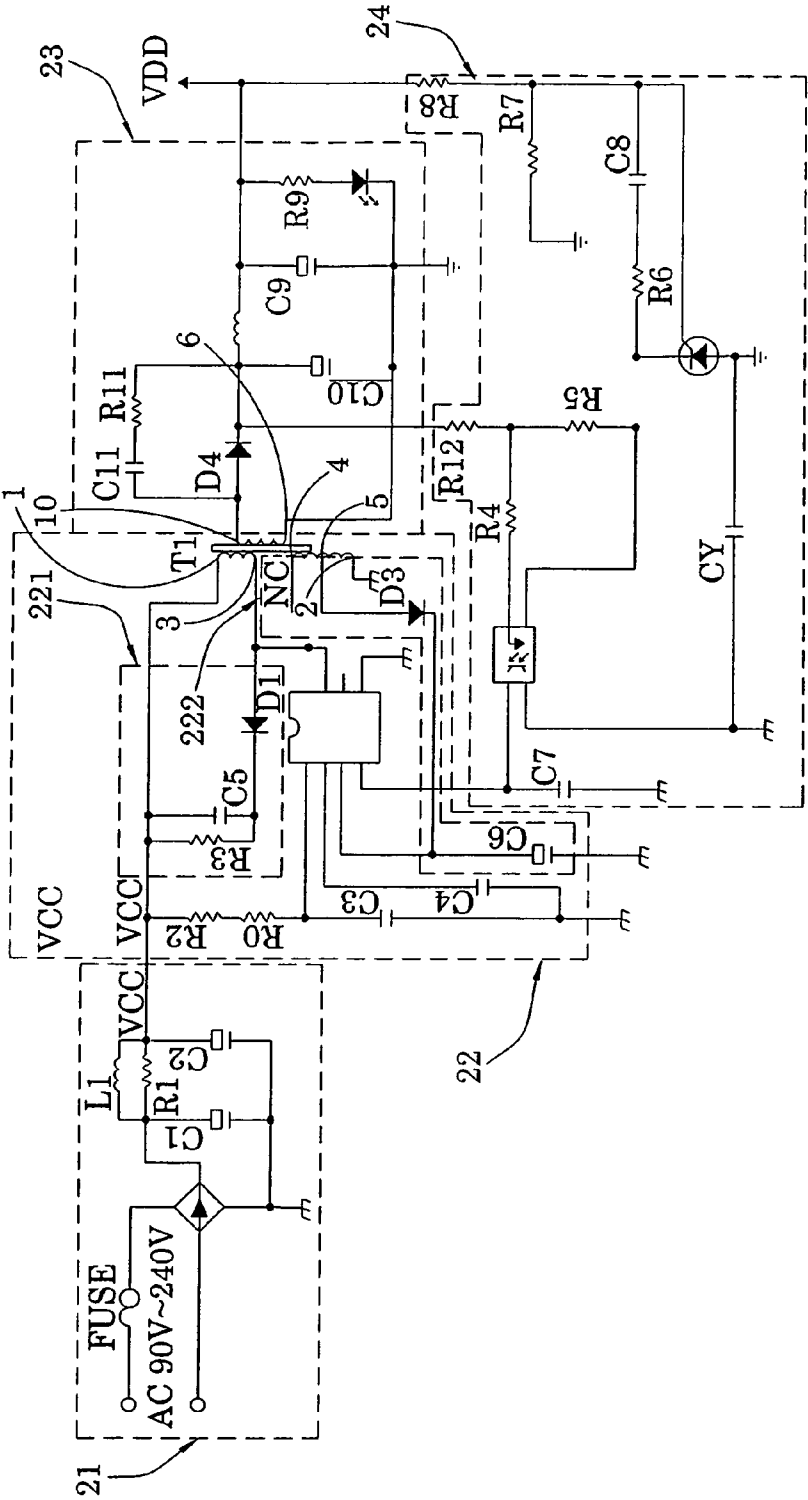 21
FUSE
AC 90V~240V
L1
R1
C1
C2
VCC
22
VCC
VCC
R2
R0
C3
C4
C6
221
R3
C5
D1
222
1
10
T1
3
NC
2
D3
4
5
6
23
C11
R11
D4
C10
C9
R9
VDD
24
R8
R7
C8
R6
R12
R5
R4
C7
CY